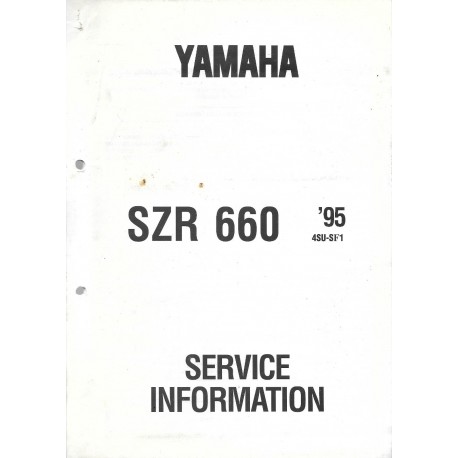 YAMAHA
SZR 660 '95
4SU-SF1
SERVICE
INFORMATION